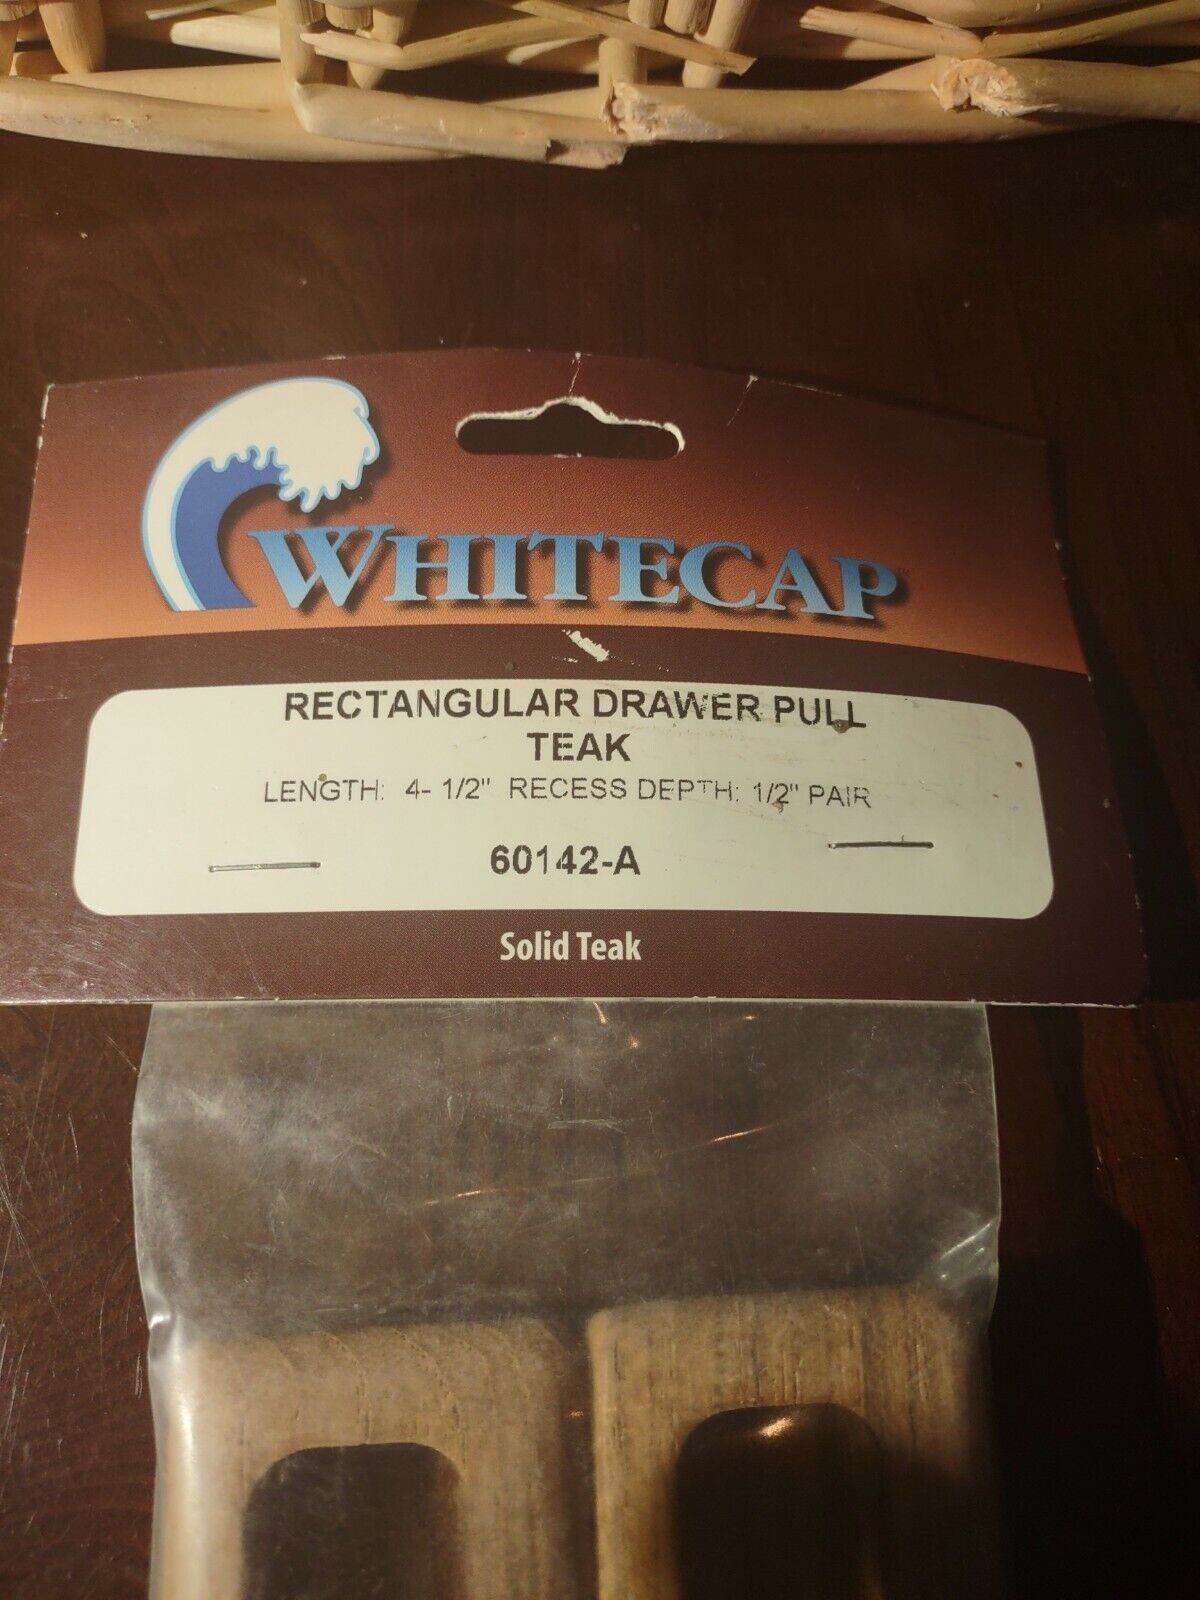 WHITECAP
RECTANGULAR DRAWER PULL
TEAK
LENGTH: 4- 1/2" RECESS DEPTH: 1/2" PAIR
60142-A
Solid Teak